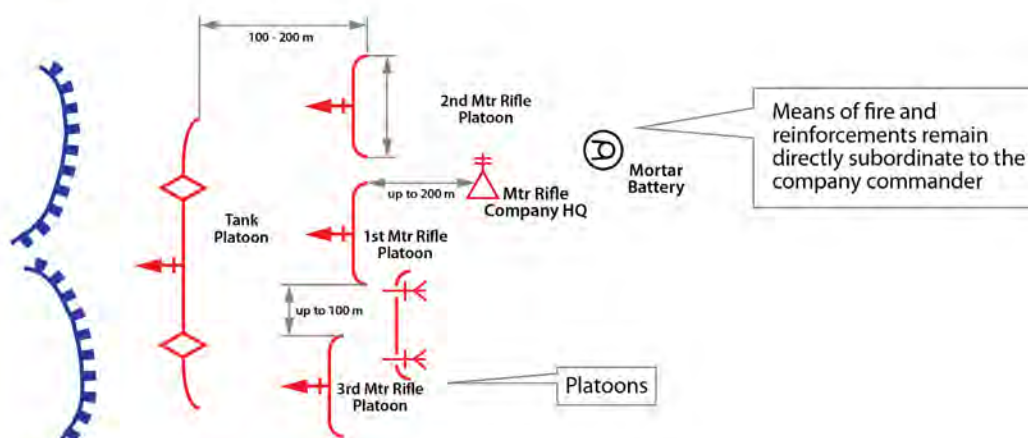 100 - 200 m
2nd Mtr Rifle
Platoon
Means of fire and
reinforcements remain
directly subordinate to the
company commander
Mortar
Battery
up to 200 m
Mtr Rifle
Company HQ
Tank
Platoon
1st Mtr Rifle
Platoon
up to 100 m
3rd Mtr Rifle
Platoon
Platoons